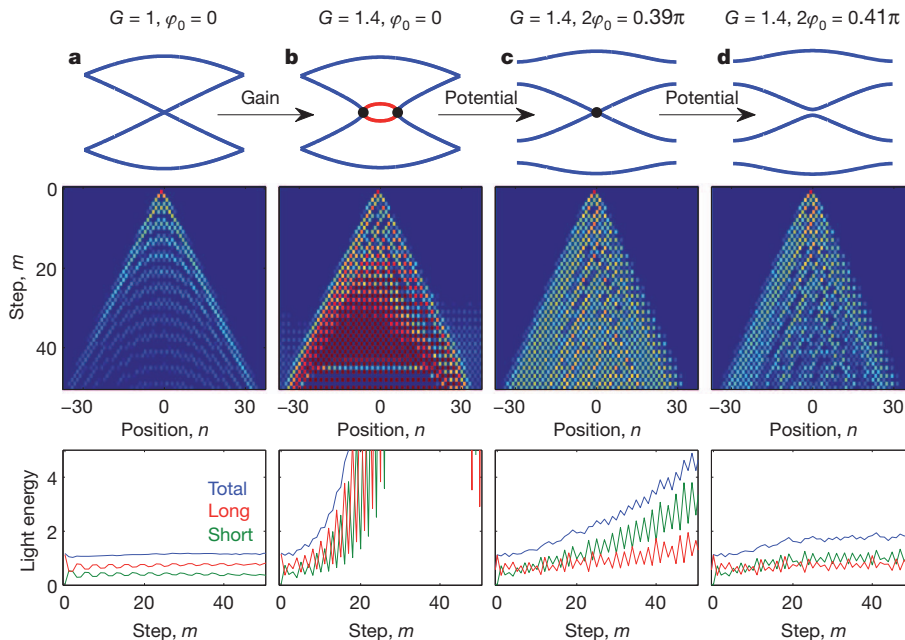 G = 1, φ₀ = 0
G = 1.4, φ₀ = 0
G = 1.4, 2φ₀ = 0.39π
G = 1.4, 2φ₀ = 0.41π
a
b
c
d
Gain
Potential
Potential
Step, m
0
20
40
−30
0
30
−30
0
30
−30
0
30
−30
0
30
Position, n
Position, n
Position, n
Position, n
Light energy
4
2
0
Total
Long
Short
0
20
40
0
20
40
0
20
40
0
20
40
Step, m
Step, m
Step, m
Step, m